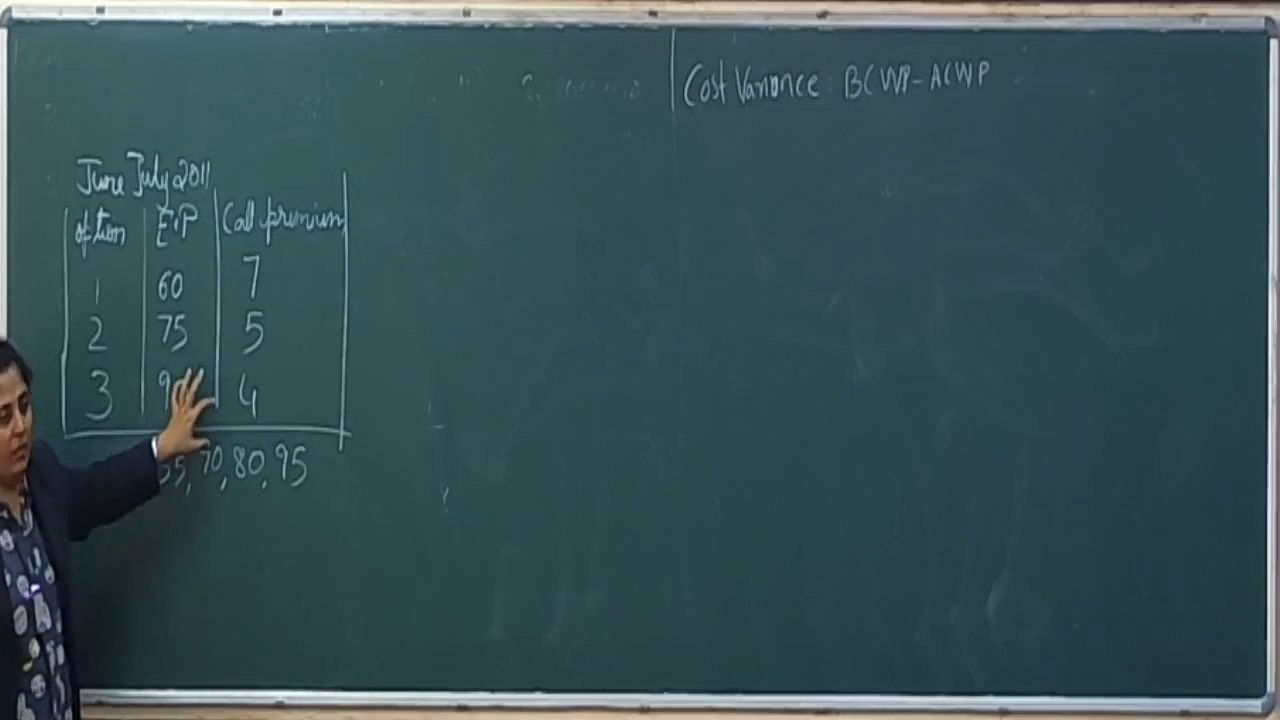 Cost Variance: BCWP-ACWP
June July 2011
option E.P Call premium
1 60 7
2 75 5
3 4
70, 80, 95